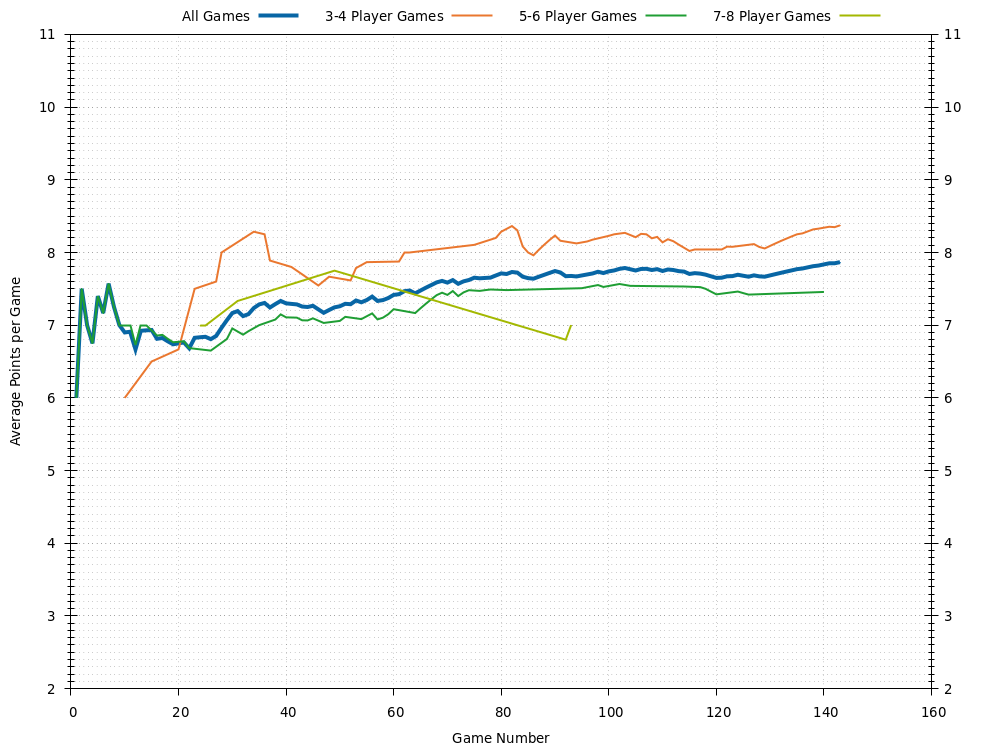 All Games 3-4 Player Games 5-6 Player Games 7-8 Player Games
11 11
10 10
9 9
8 8
7 7
6 6
5 5
4 4
3 3
2 2
Average Points per Game
0 20 40 60 80 100 120 140 160
Game Number